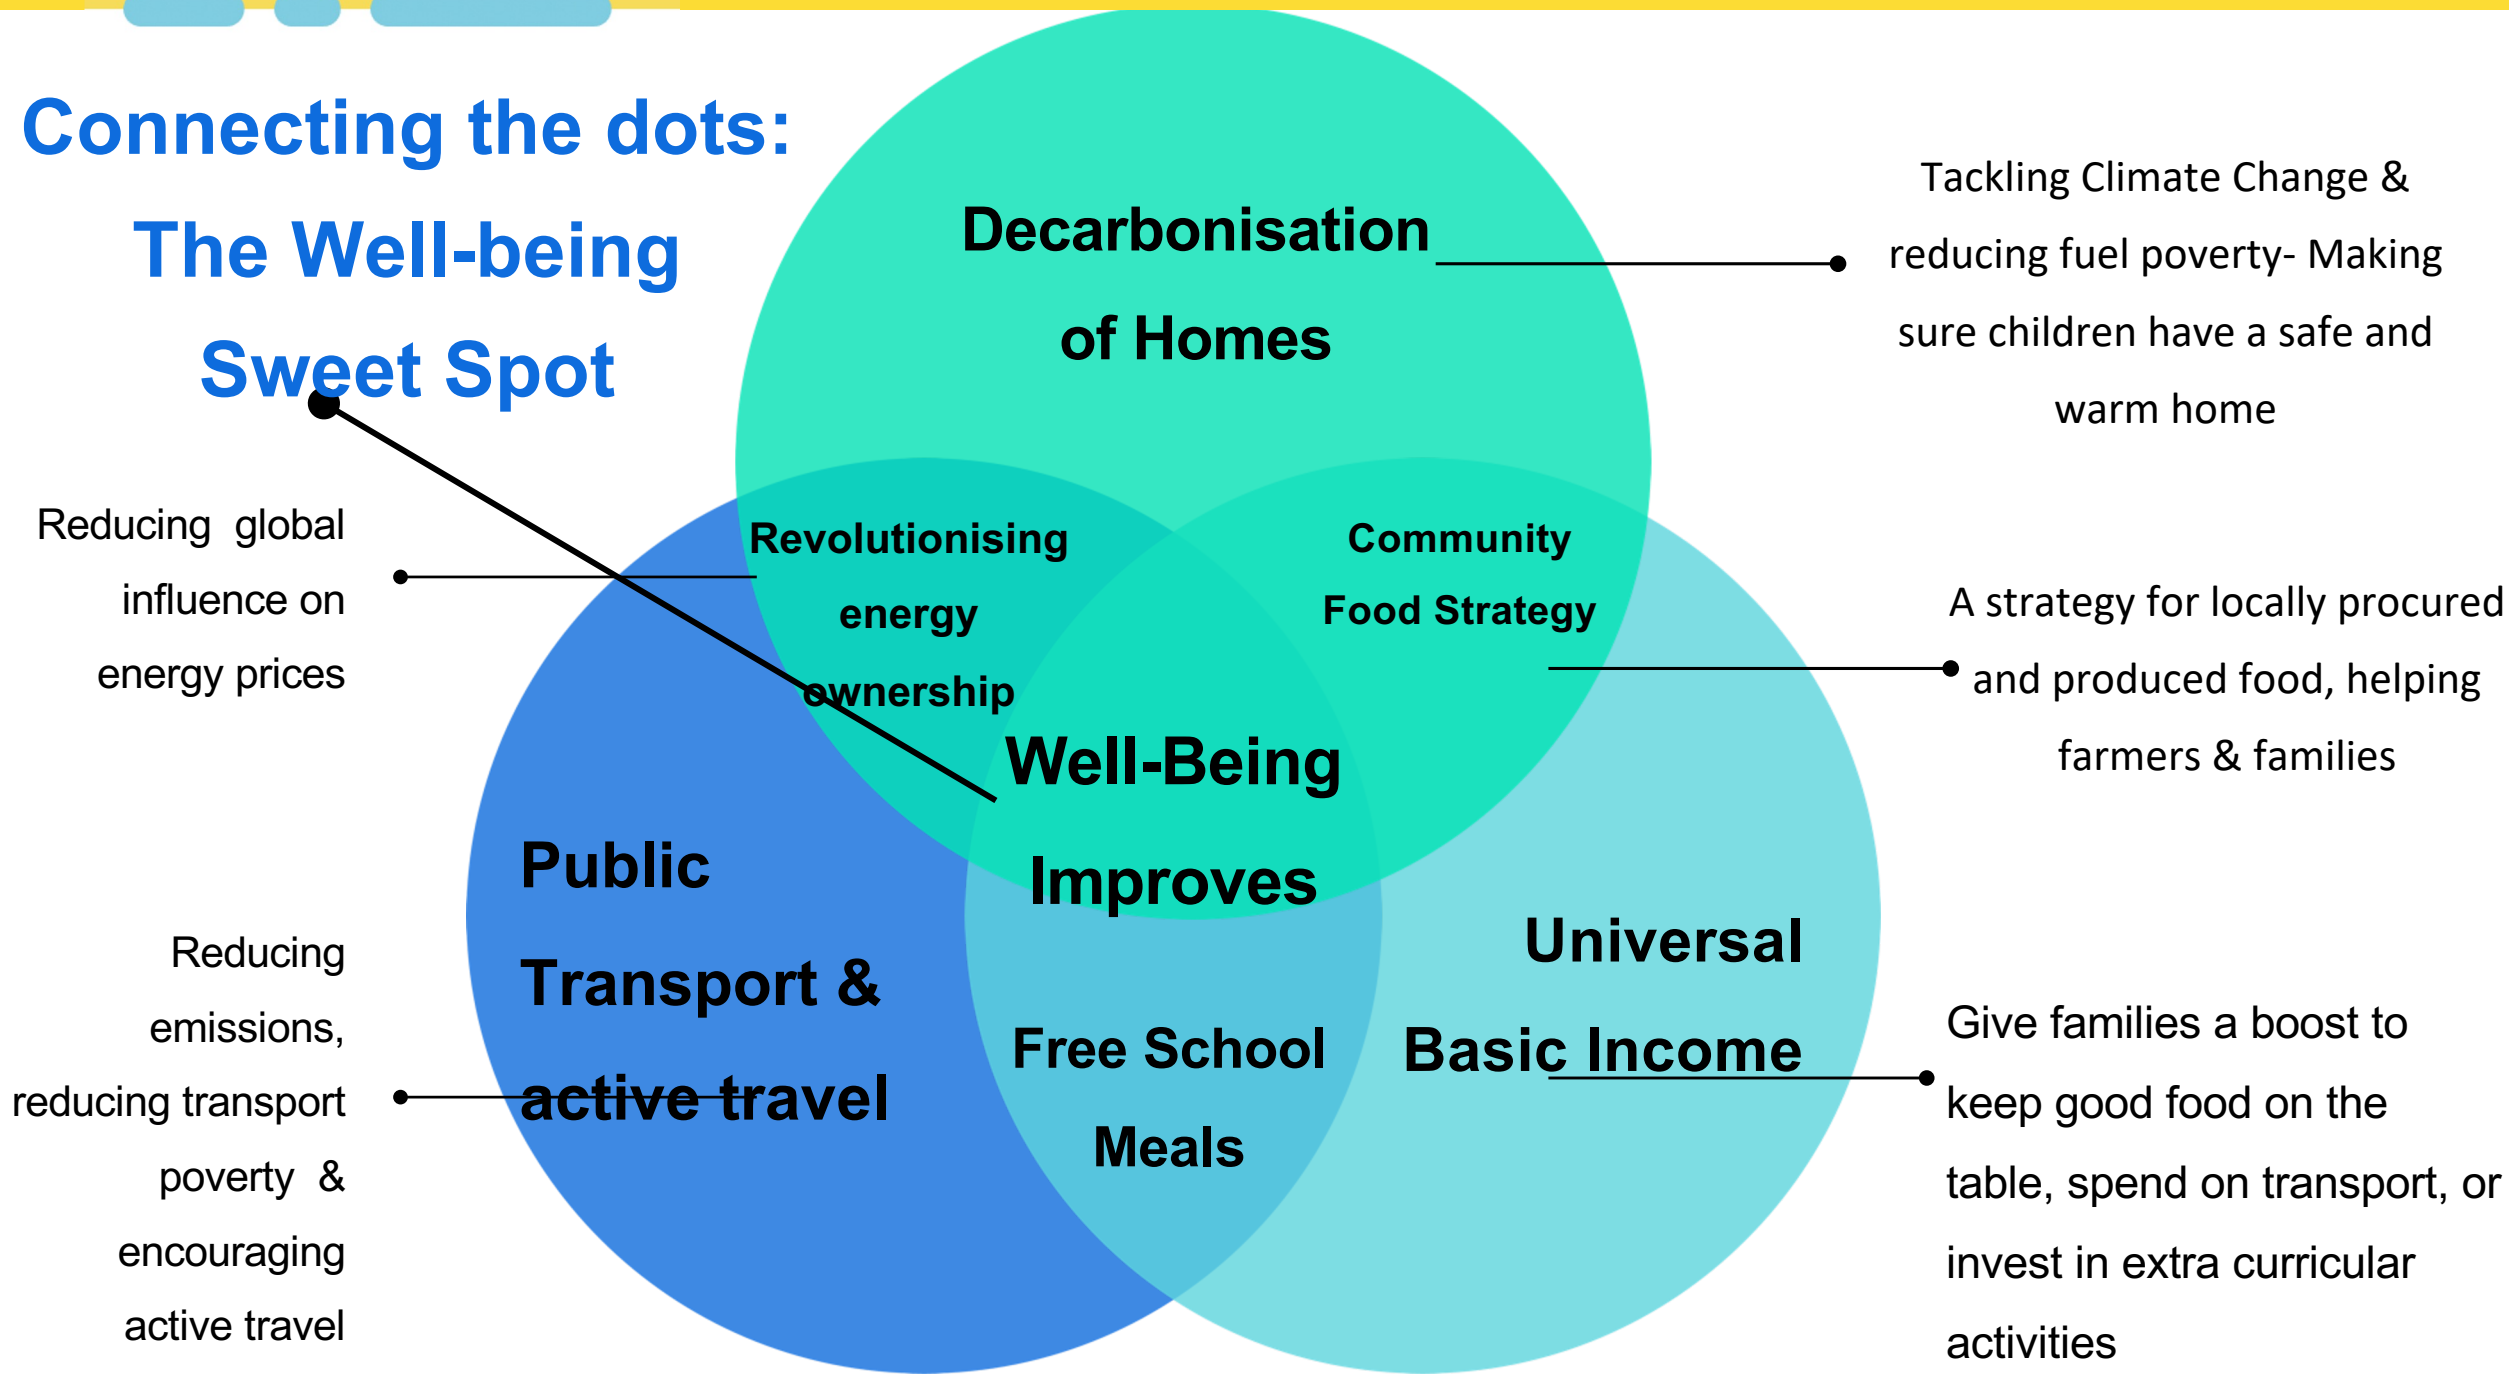 Connecting the dots:
The Well-being
Sweet Spot
Decarbonisation
of Homes
Tackling Climate Change &
reducing fuel poverty- Making
sure children have a safe and
warm home
Reducing global
influence on
energy prices
Revolutionising
energy
ownership
Community
Food Strategy
A strategy for locally procured
and produced food, helping
farmers & families
Well-Being
Improves
Public
Transport &
active travel
Reducing
emissions,
reducing transport
poverty &
encouraging
active travel
Free School
Meals
Universal
Basic Income
Give families a boost to
keep good food on the
table, spend on transport, or
invest in extra curricular
activities